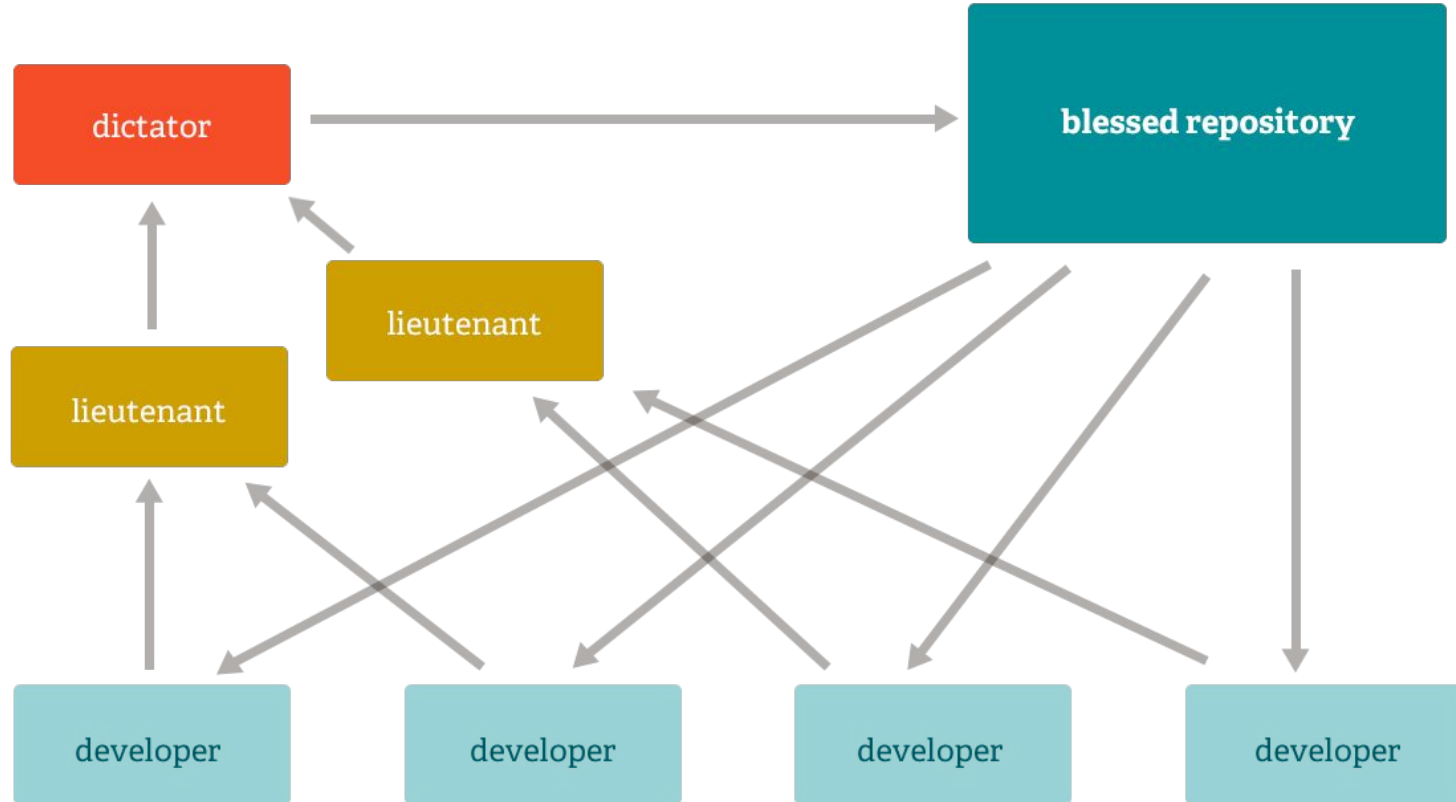 dictator
blessed repository
lieutenant
lieutenant
developer
developer
developer
developer